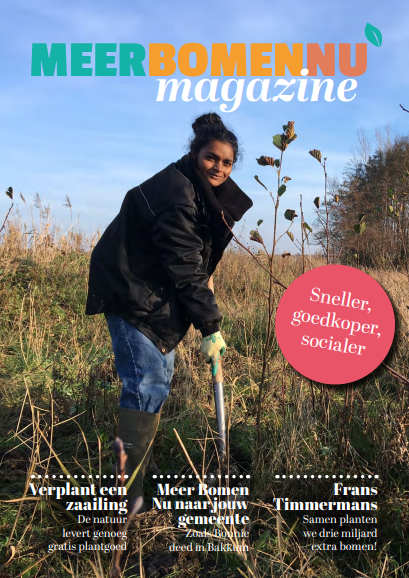 MEERBOMENNU
magazine
Sneller,
goedkoper,
socialer
Verplant een
zaailing
De natuur
levert genoeg
gratis plantgoed
Meer Bomen
Nu naar jouw
gemeente
Zoals Bonnie
deed in Bakkum
Frans
Timmermans
Samen planten
we drie miljard
extra bomen!